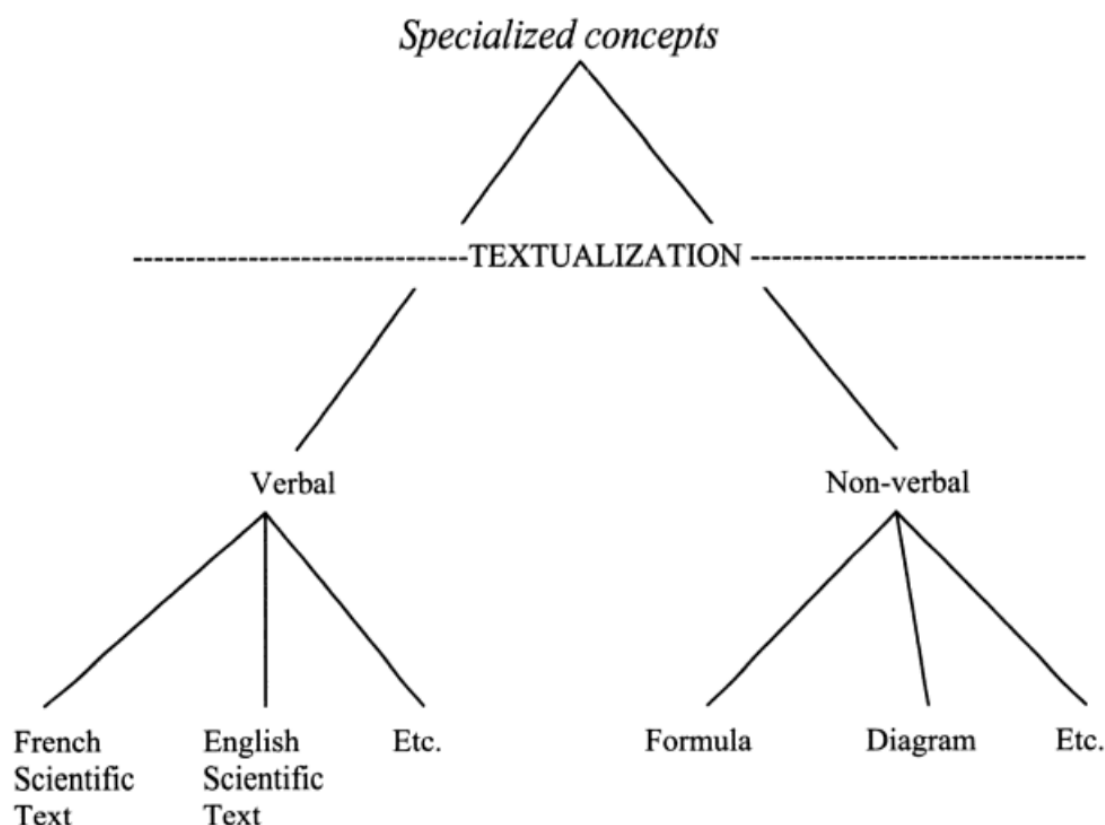 Specialized concepts
TEXTUALIZATION
Verbal
Non-verbal
French
Scientific
Text
English
Scientific
Text
Etc.
Formula
Diagram
Etc.